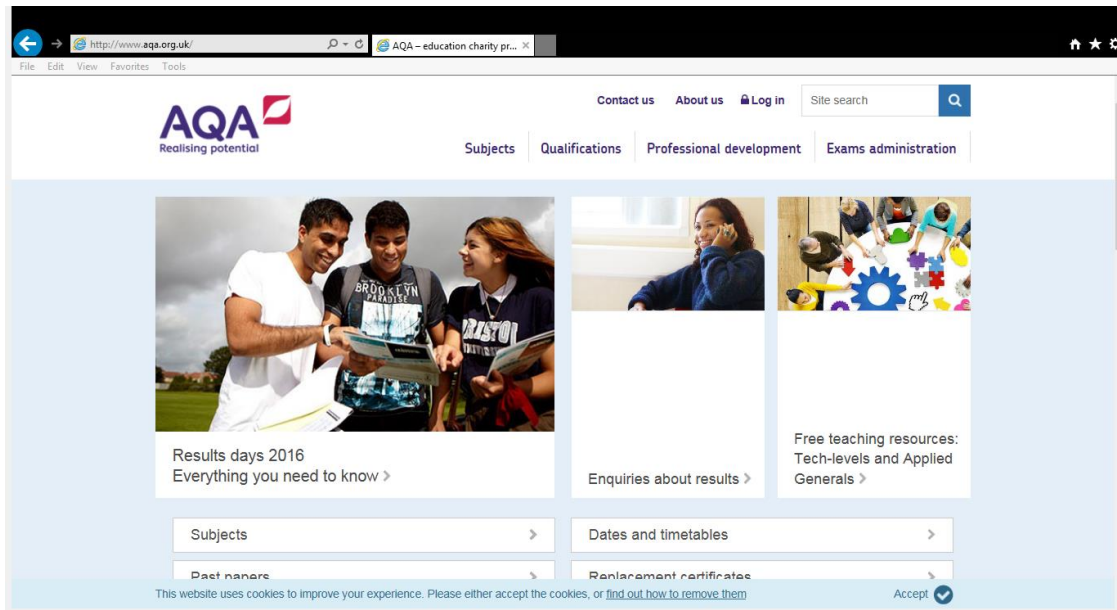 http://www.aqa.org.uk/
AQA – education charity pr...
File Edit View Favorites Tools
AQA
Realising potential
Contact us About us Log in Site search
Subjects Qualifications Professional development Exams administration
BROOKLYN
PARADISE
BRISTOL
Results days 2016
Everything you need to know >
Enquiries about results >
Free teaching resources:
Tech-levels and Applied
Generals >
Subjects >
Dates and timetables >
Past papers >
Replacement certificates >
This website uses cookies to improve your experience. Please either accept the cookies, or find out how to remove them Accept